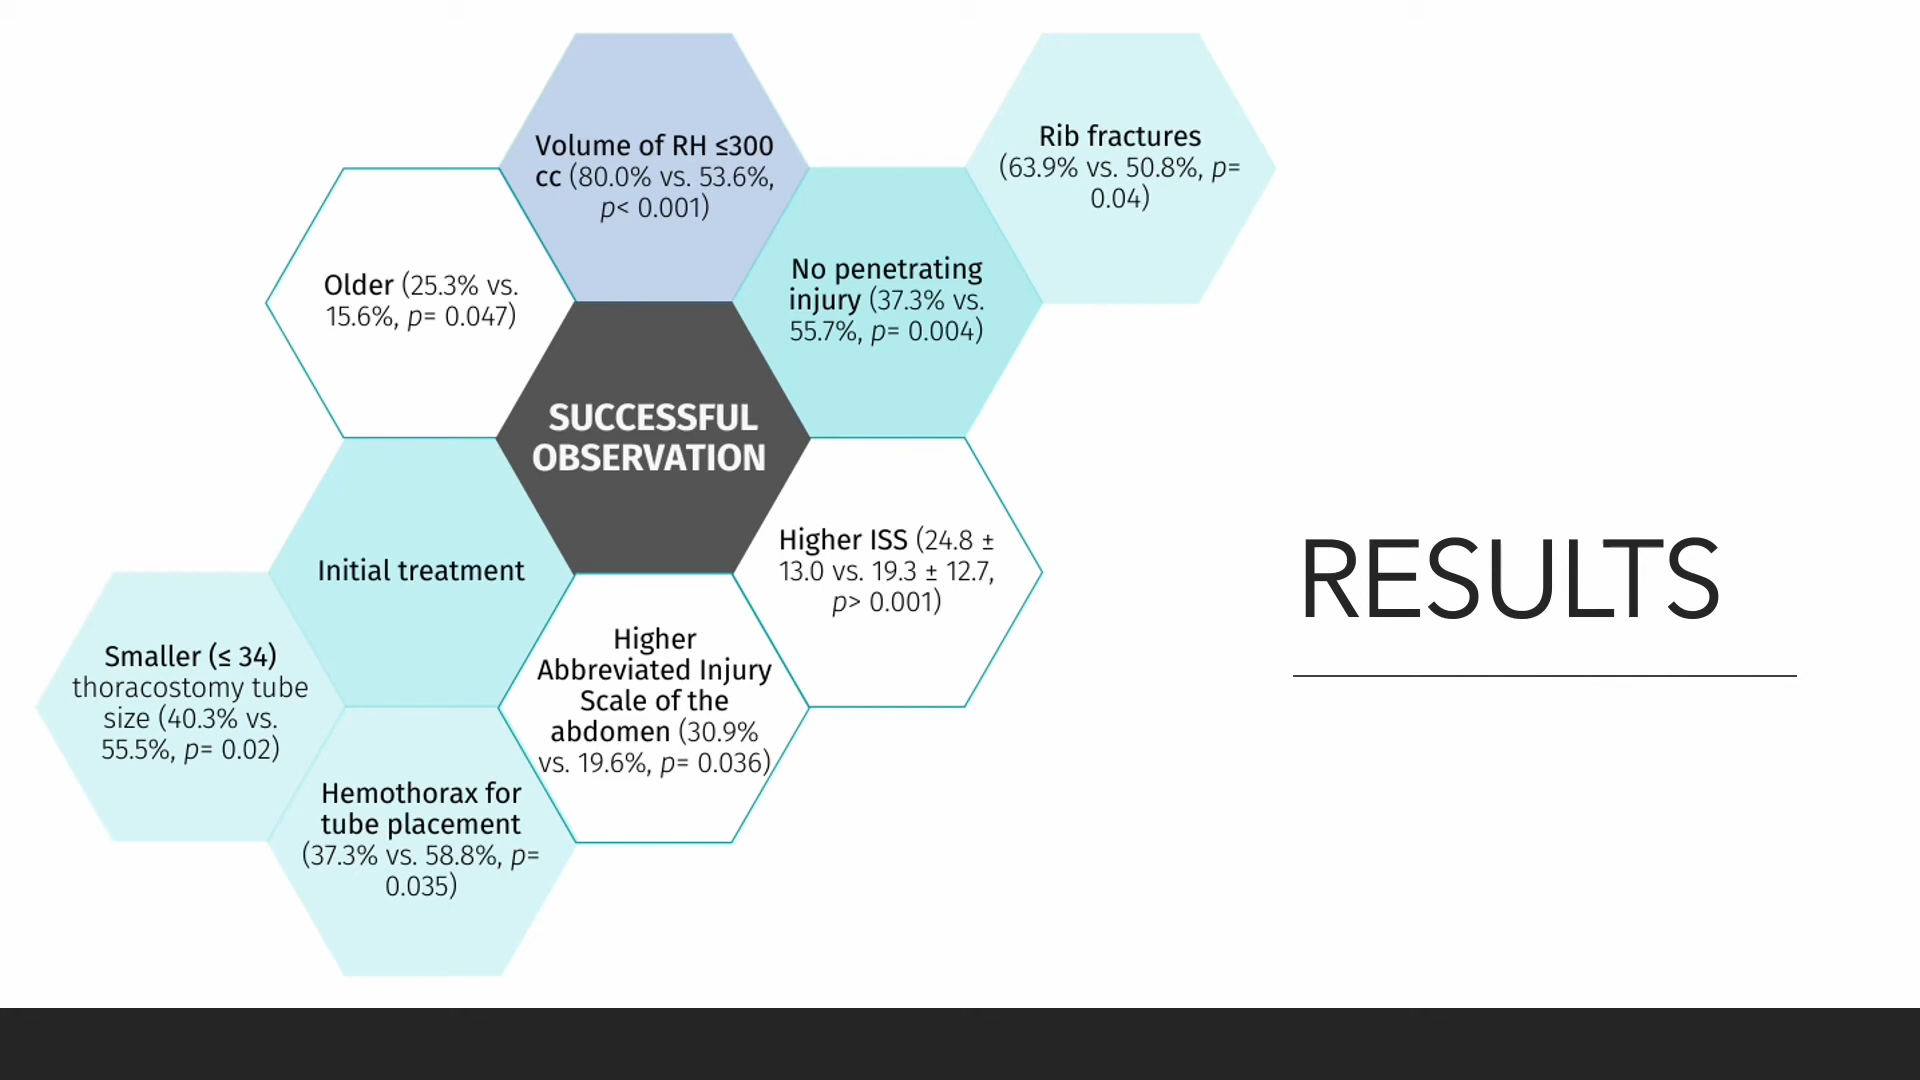 Volume of RH ≤300
cc (80.0% vs. 53.6%,
p< 0.001)
Rib fractures
(63.9% vs. 50.8%, p=
0.04)
Older (25.3% vs.
15.6%, p= 0.047)
No penetrating
injury (37.3% vs.
55.7%, p= 0.004)
SUCCESSFUL
OBSERVATION
Initial treatment
Higher ISS (24.8 ±
13.0 vs. 19.3 ± 12.7,
p> 0.001)
Smaller (≤ 34)
thoracostomy tube
size (40.3% vs.
55.5%, p= 0.02)
Higher
Abbreviated Injury
Scale of the
abdomen (30.9%
vs. 19.6%, p= 0.036)
Hemothorax for
tube placement
(37.3% vs. 58.8%, p=
0.035)
RESULTS